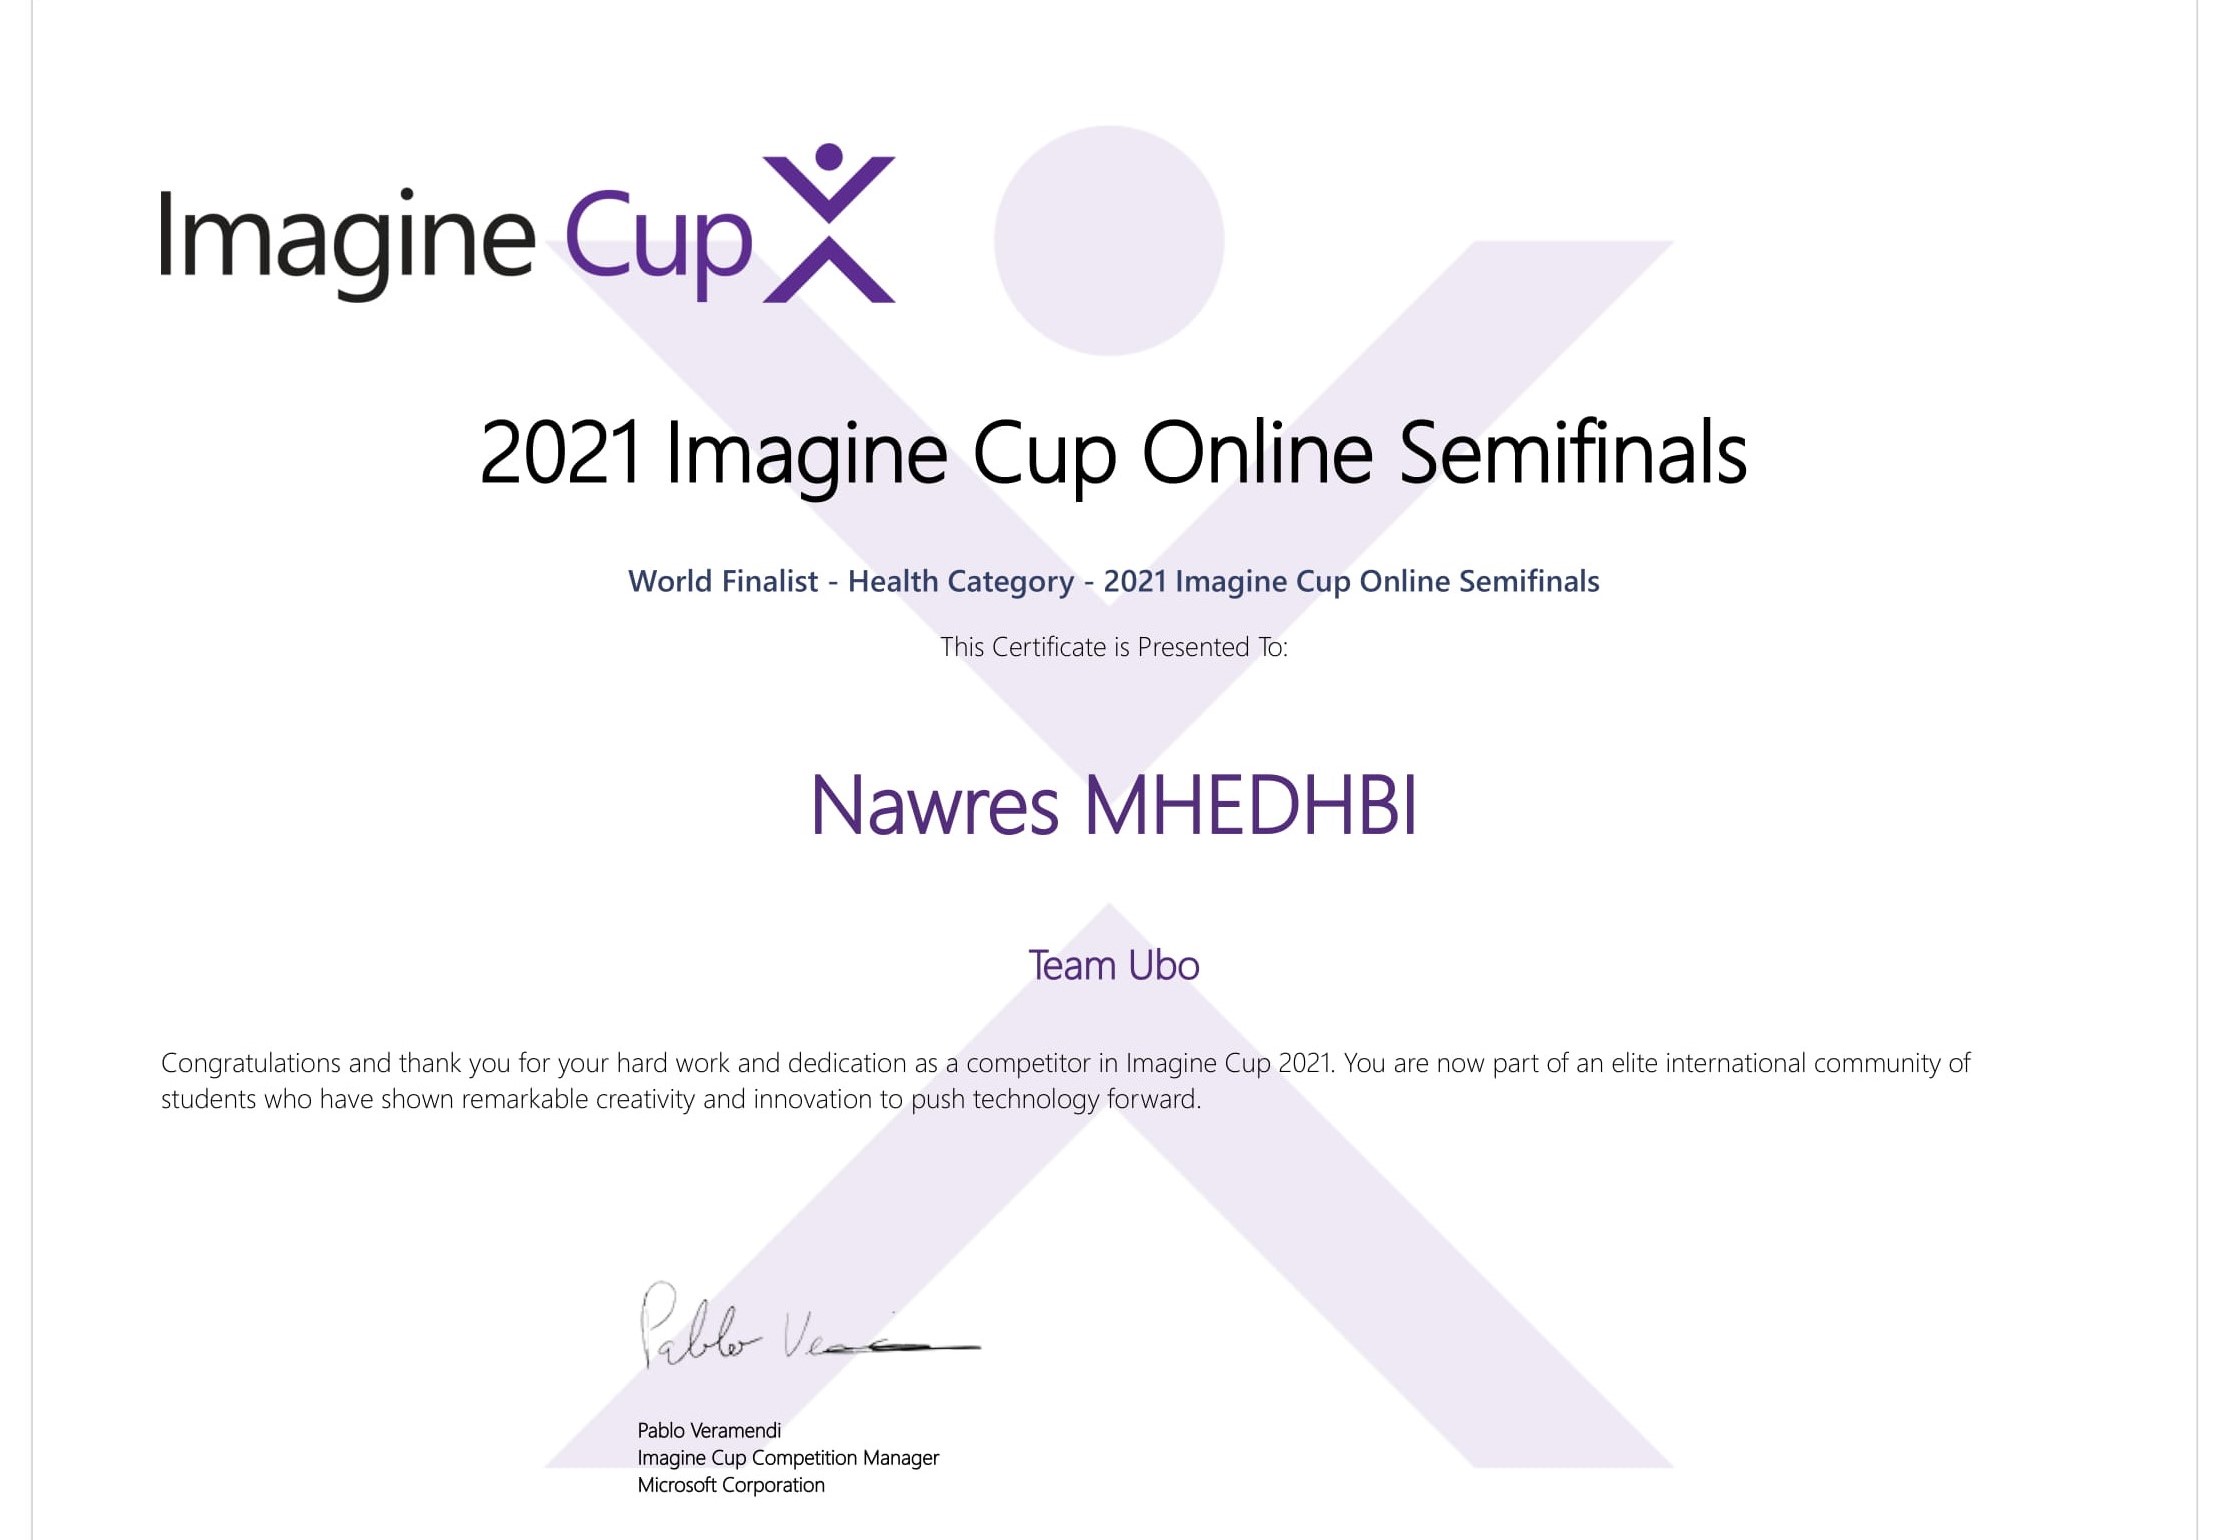 Imagine Cup
2021 Imagine Cup Online Semifinals
World Finalist - Health Category - 2021 Imagine Cup Online Semifinals
This Certificate is Presented To:
Nawres MHEDHBI
Team Ubo
Congratulations and thank you for your hard work and dedication as a competitor in Imagine Cup 2021. You are now part of an elite international community of
students who have shown remarkable creativity and innovation to push technology forward.
Pablo
Pablo Veramendi
Imagine Cup Competition Manager
Microsoft Corporation